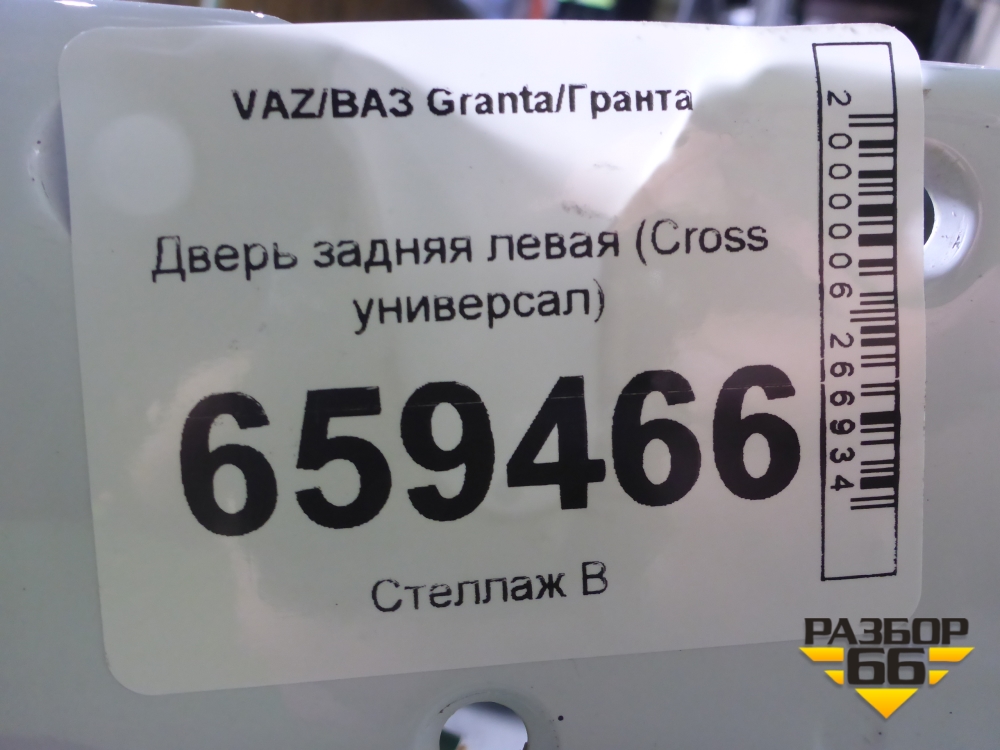 VAZ/ВАЗ Granta/Гранта
Дверь задняя левая (Cross
универсал)
659466
Стеллаж В
2000006266934
РАЗБОР
66